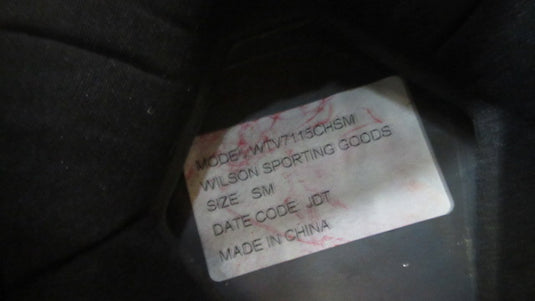 MODEL WTV7115CHSM
WILSON SPORTING GOODS
SIZE SM
DATE CODE JDT
MADE IN CHINA